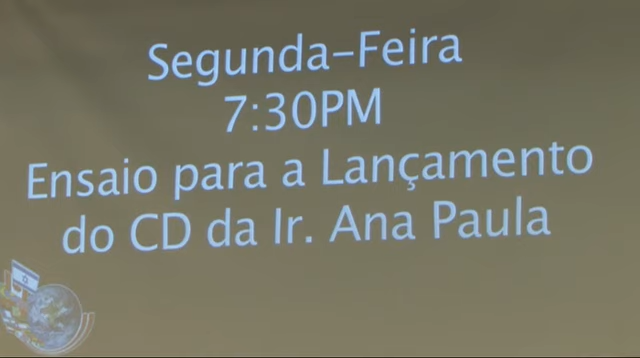 Segunda-Feira
7:30PM
Ensaio para a Lançamento
do CD da Ir. Ana Paula